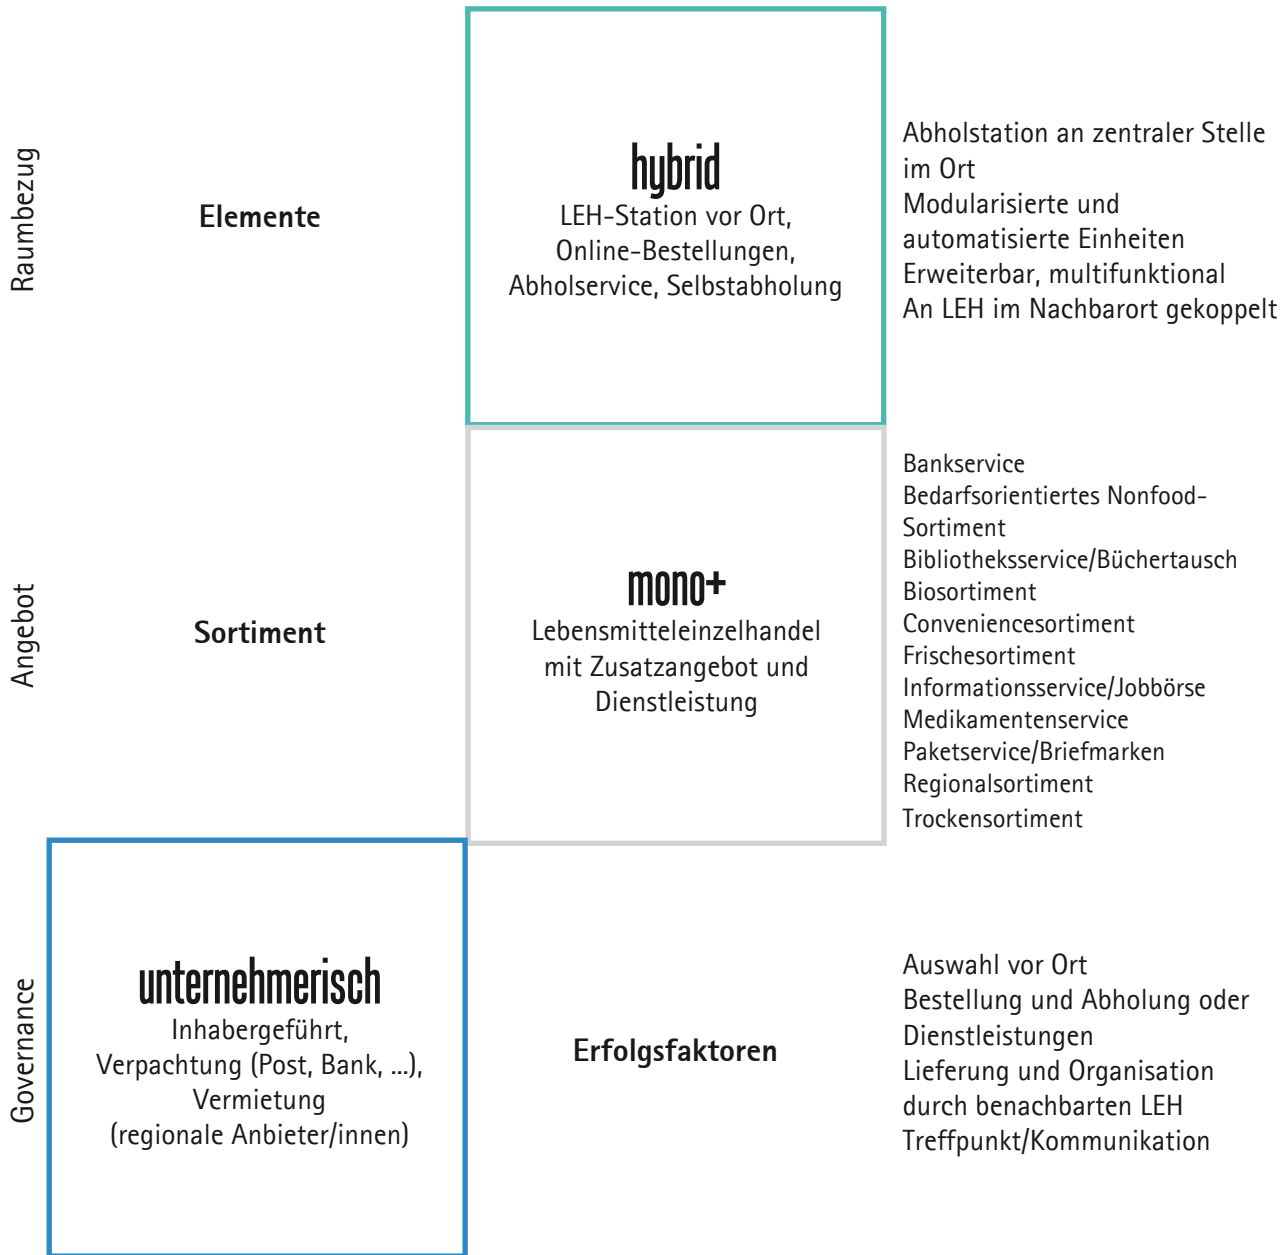 Raumbezug
Elemente
hybrid
LEH-Station vor Ort,
Online-Bestellungen,
Abholservice, Selbstabholung
Abholstation an zentraler Stelle
im Ort
Modularisierte und
automatisierte Einheiten
Erweiterbar, multifunktional
An LEH im Nachbarort gekoppelt
Angebot
Sortiment
mono+
Lebensmitteleinzelhandel
mit Zusatzangebot und
Dienstleistung
Bankservice
Bedarfsorientiertes Nonfood-
Sortiment
Bibliotheksservice/Büchertausch
Biosortiment
Conveniencesortiment
Frischesortiment
Informationsservice/Jobbörse
Medikamentenservice
Paketservice/Briefmarken
Regionalsortiment
Trockensortiment
Governance
unternehmerisch
Inhabergeführt,
Verpachtung (Post, Bank, ...),
Vermietung
(regionale Anbieter/innen)
Erfolgsfaktoren
Auswahl vor Ort
Bestellung und Abholung oder
Dienstleistungen
Lieferung und Organisation
durch benachbarten LEH
Treffpunkt/Kommunikation